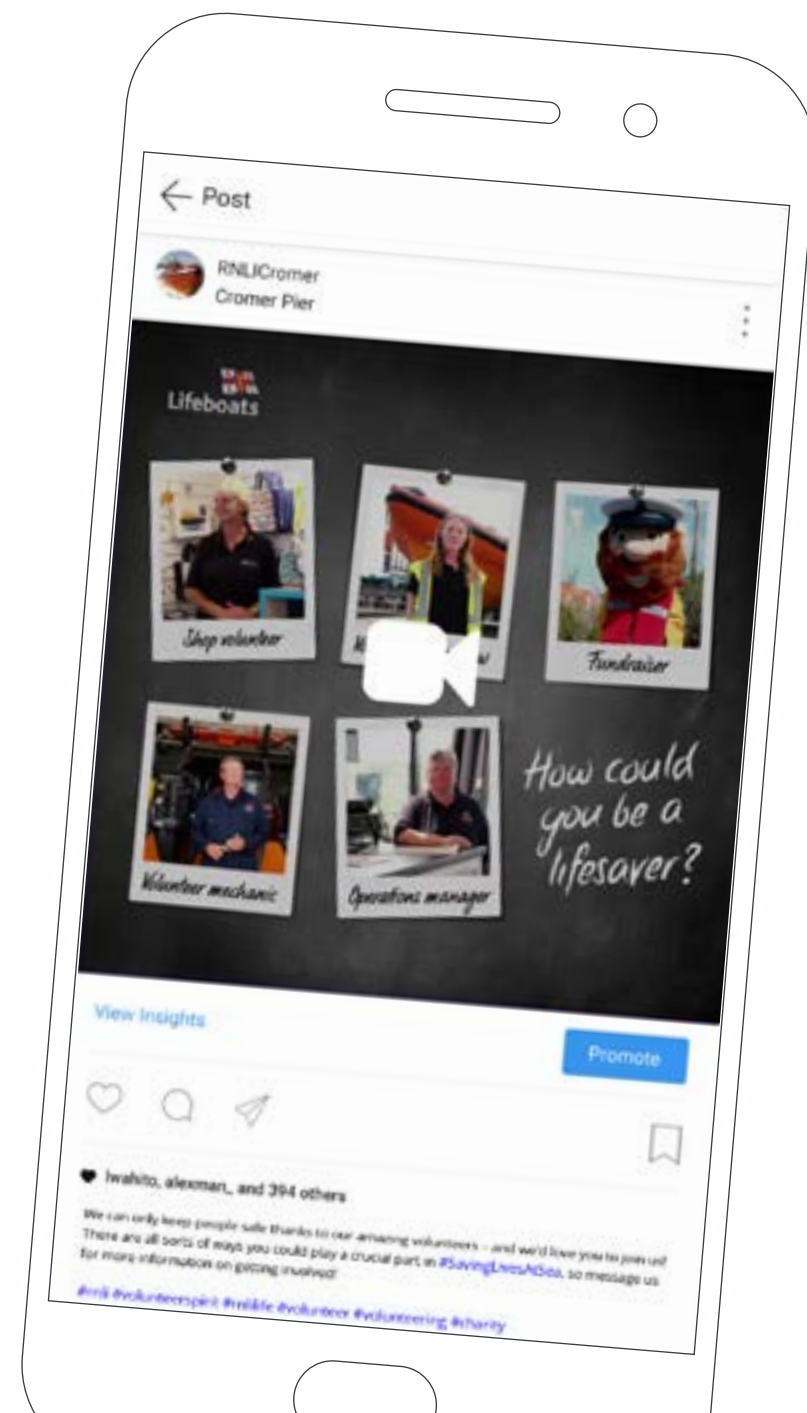 Post
RNLICromer
Cromer Pier
Lifeboats
Shop volunteer
Fundraiser
Volunteer mechanic
Operations manager
How could
you be a
lifesaver?
View Insights
Promote
lwahito, alexman_ and 394 others
We can only keep people safe thanks to our amazing volunteers – and we'd love you to join us!
There are all sorts of ways you could play a crucial part in #SavingLivesAtSea, so message us
for more information on getting involved!
#rnli #volunteerspirit #rnlilife #volunteer #volunteering #charity